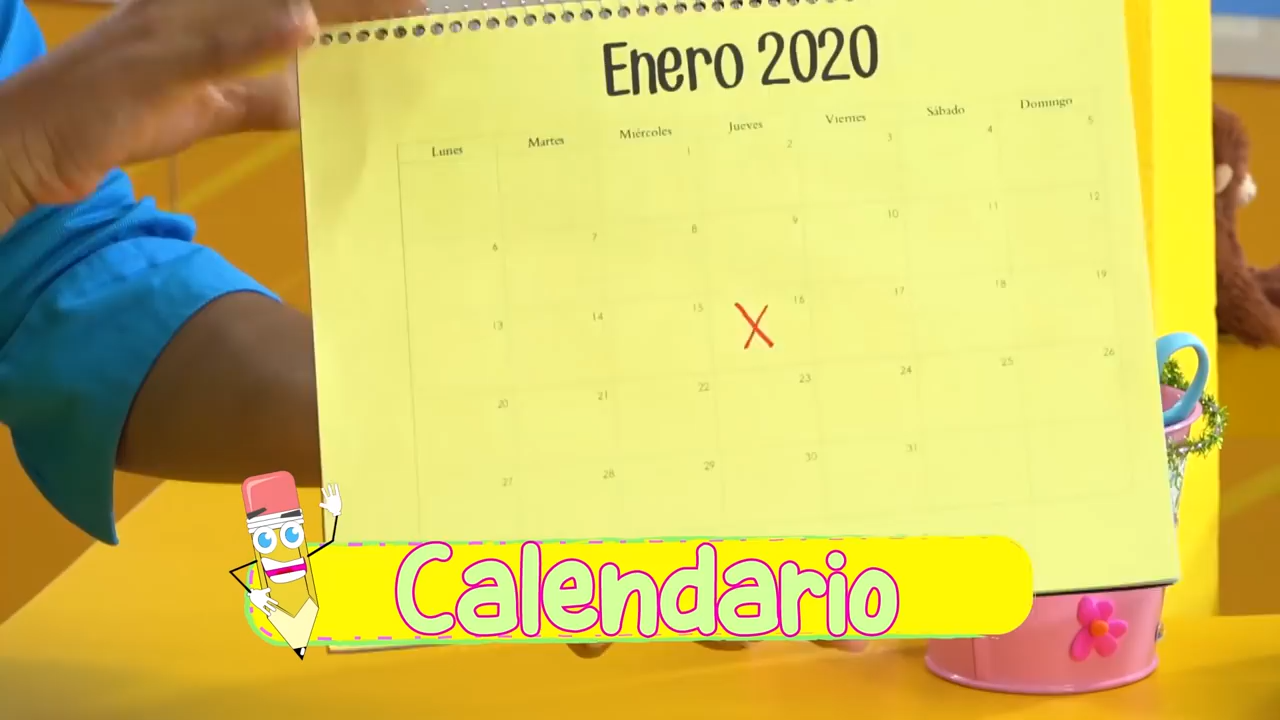 Enero 2020
Lunes Martes Miércoles Jueves Viernes Sábado Domingo
1 2 3 4 5
6 7 8 9 10 11 12
13 14 15 X 16 17 18 19
20 21 22 23 24 25 26
27 28 29 30 31
Calendario